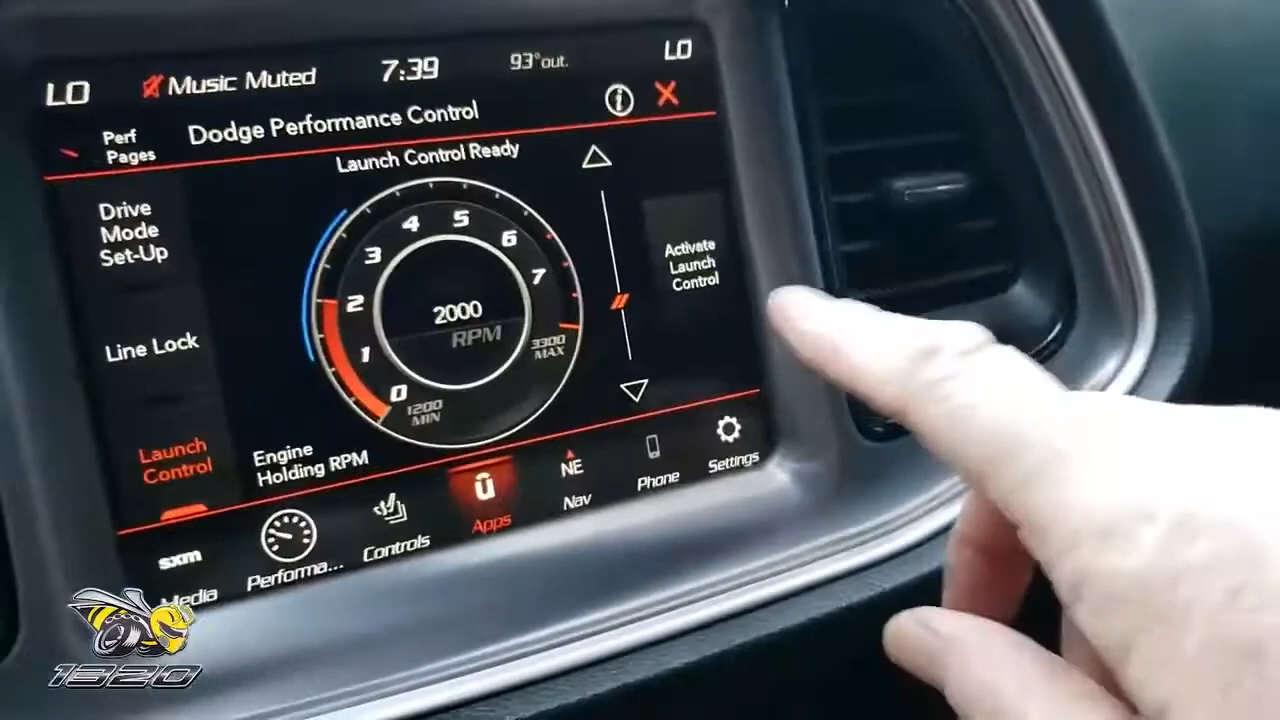 LO
Music Muted
7:39
93°out.
LO
Perf
Pages
Dodge Performance Control
Launch Control Ready
Drive
Mode
Set-Up
Line Lock
Launch
Control
0
1
2
3
4
5
6
7
2000
RPM
1200
MIN
3300
MAX
Engine
Holding RPM
Activate
Launch
Control
sxm
Media
Performa...
Controls
û
Apps
NE
Nav
Phone
Settings
1320